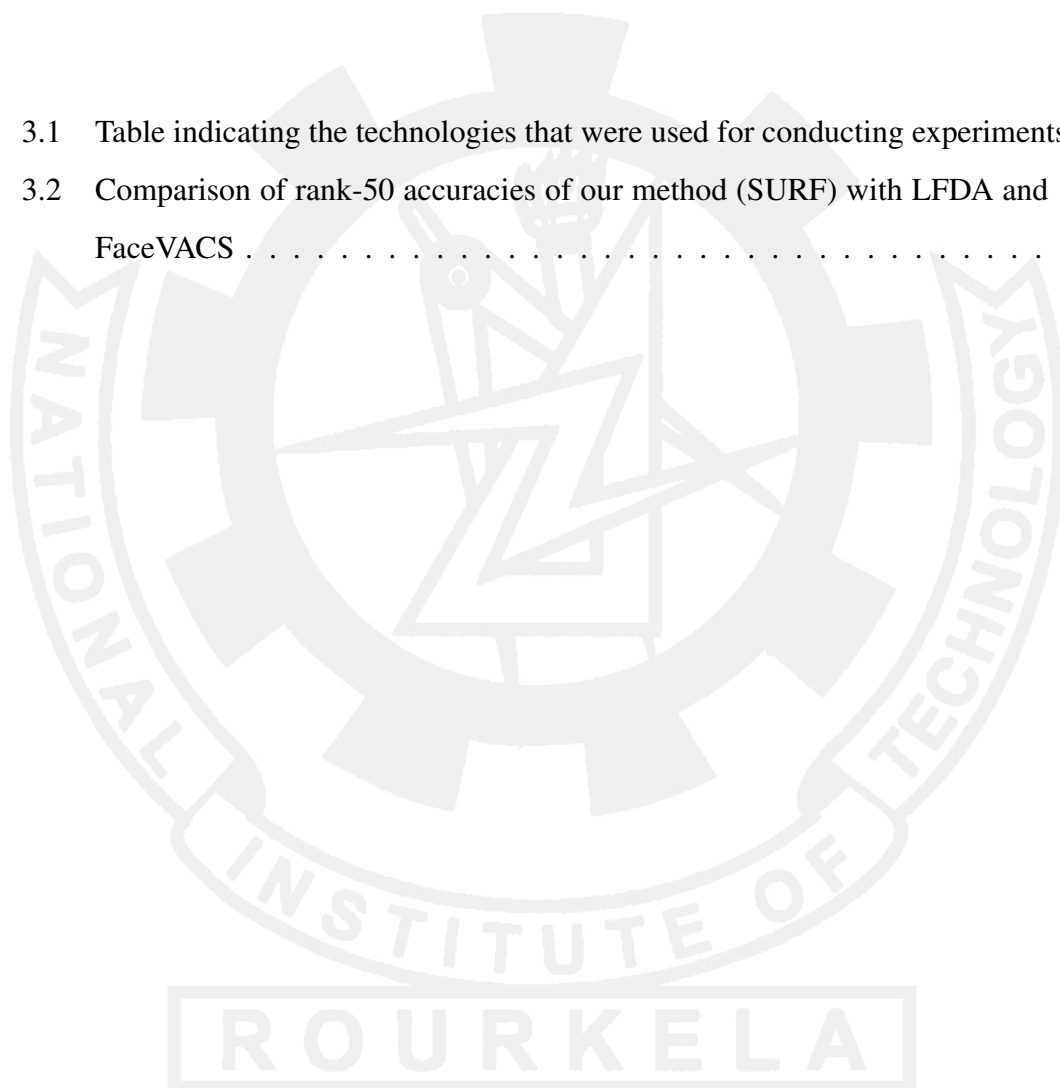 3.1 Table indicating the technologies that were used for conducting experiments
3.2 Comparison of rank-50 accuracies of our method (SURF) with LFDA and
FaceVACS . . . . . . . . . . . . . . . . . . . . . . . . . . . . . . . . . .
NATIONAL INSTITUTE OF TECHNOLOGY
ROURKELA